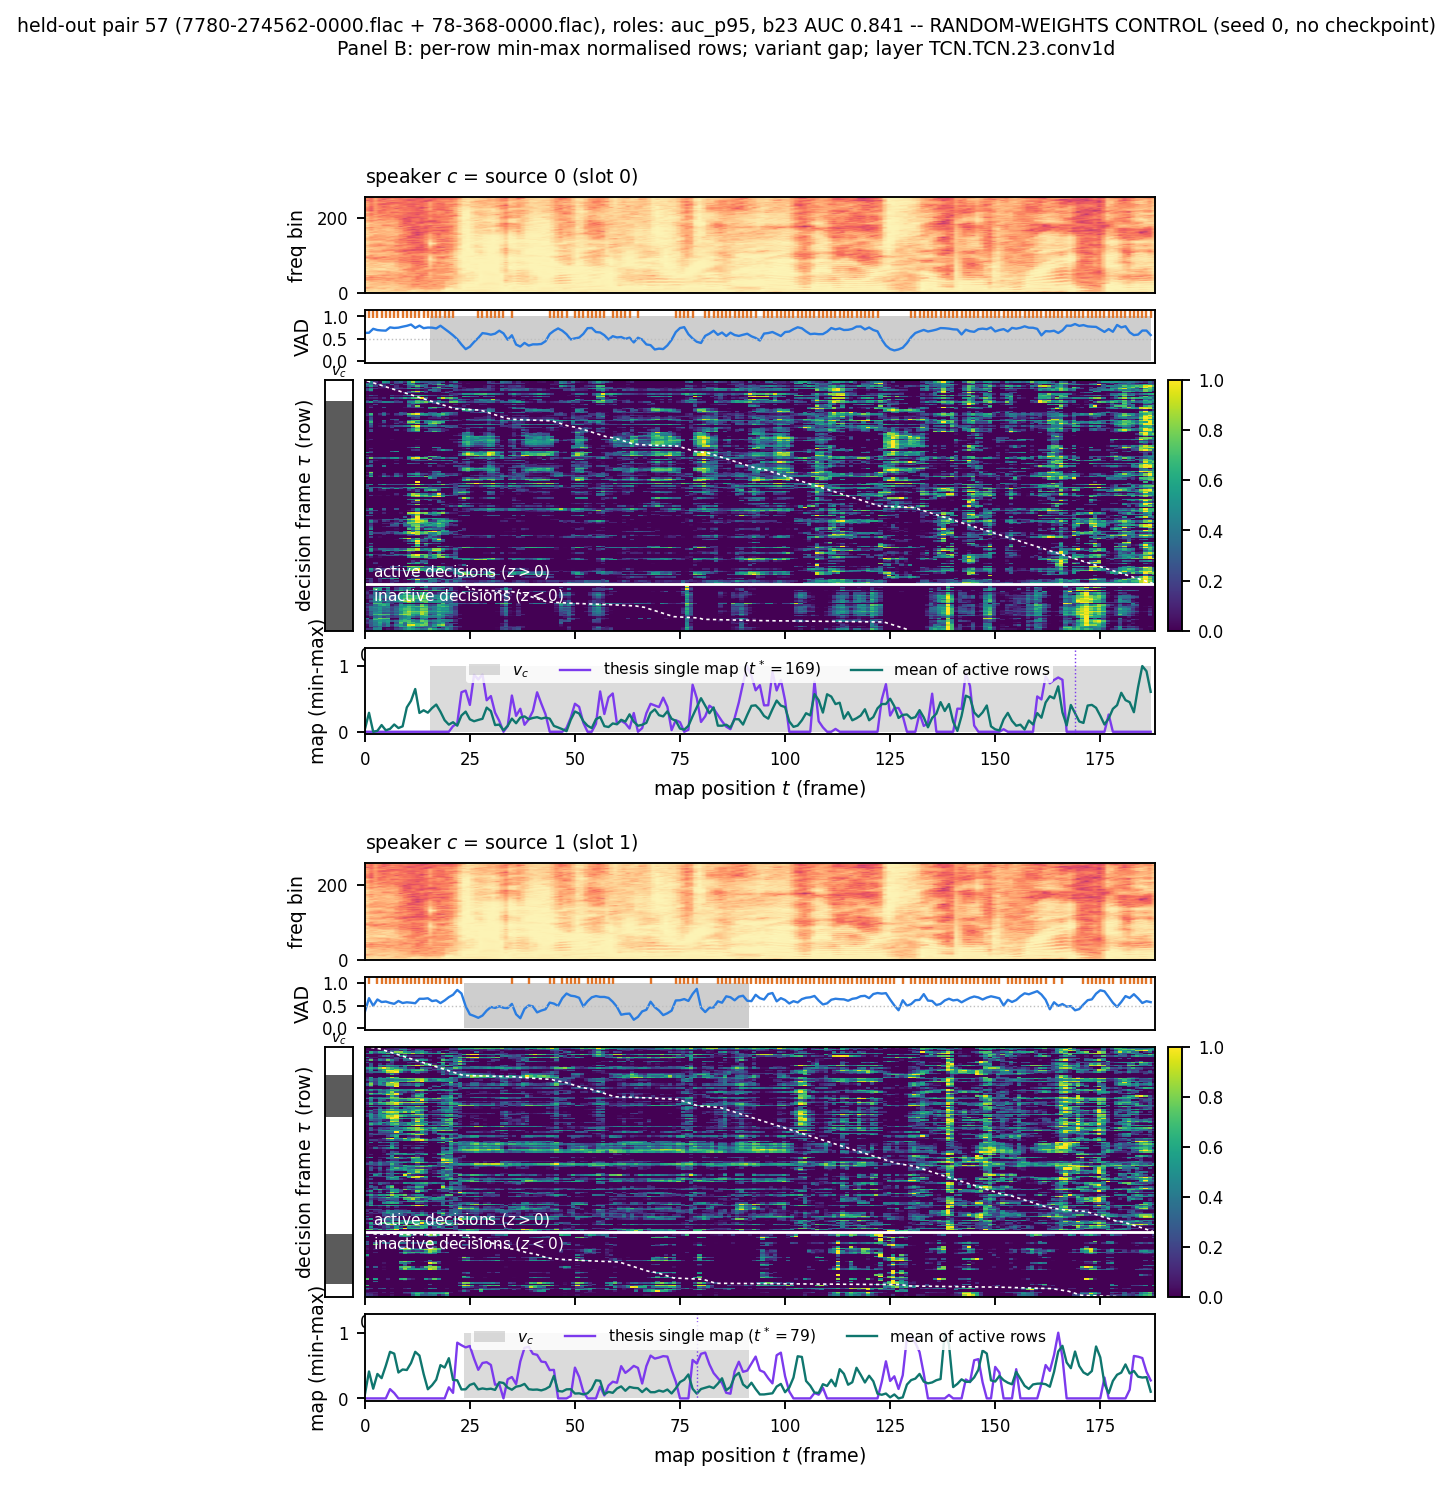 held-out pair 57 (7780-274562-0000.flac + 78-368-0000.flac), roles: auc_p95, b23 AUC 0.841 -- RANDOM-WEIGHTS CONTROL (seed 0, no checkpoint)
Panel B: per-row min-max normalised rows; variant gap; layer TCN.TCN.23.conv1d
speaker c = source 0 (slot 0)
freq bin
200
0
VAD
1.0
0.5
0.0
v_c
decision frame τ (row)
active decisions (z > 0)
inactive decisions (z < 0)
1.0
0.8
0.6
0.4
0.2
0.0
map (min-max)
1
0
v_c
thesis single map (t* = 169)
mean of active rows
0 25 50 75 100 125 150 175
map position t (frame)
speaker c = source 1 (slot 1)
freq bin
200
0
VAD
1.0
0.5
0.0
v_c
decision frame τ (row)
active decisions (z > 0)
inactive decisions (z < 0)
1.0
0.8
0.6
0.4
0.2
0.0
map (min-max)
1
0
v_c
thesis single map (t* = 79)
mean of active rows
0 25 50 75 100 125 150 175
map position t (frame)